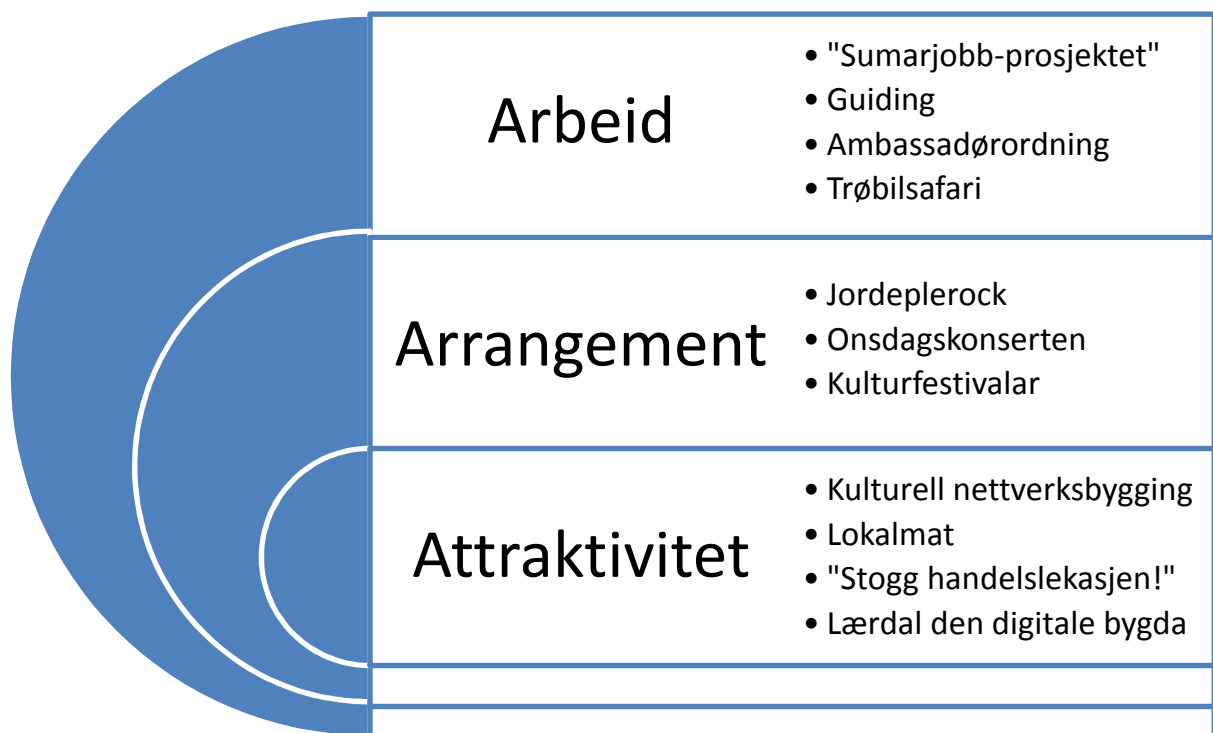 Arbeid
• "Sumarjobb-prosjektet"
• Guiding
• Ambassadørordning
• Trøbilsafari
Arrangement
• Jordeplerock
• Onsdagskonserten
• Kulturfestivalar
Attraktivitet
• Kulturell nettverksbygging
• Lokalmat
• "Stogg handelslekasjen!"
• Lærdal den digitale bygda